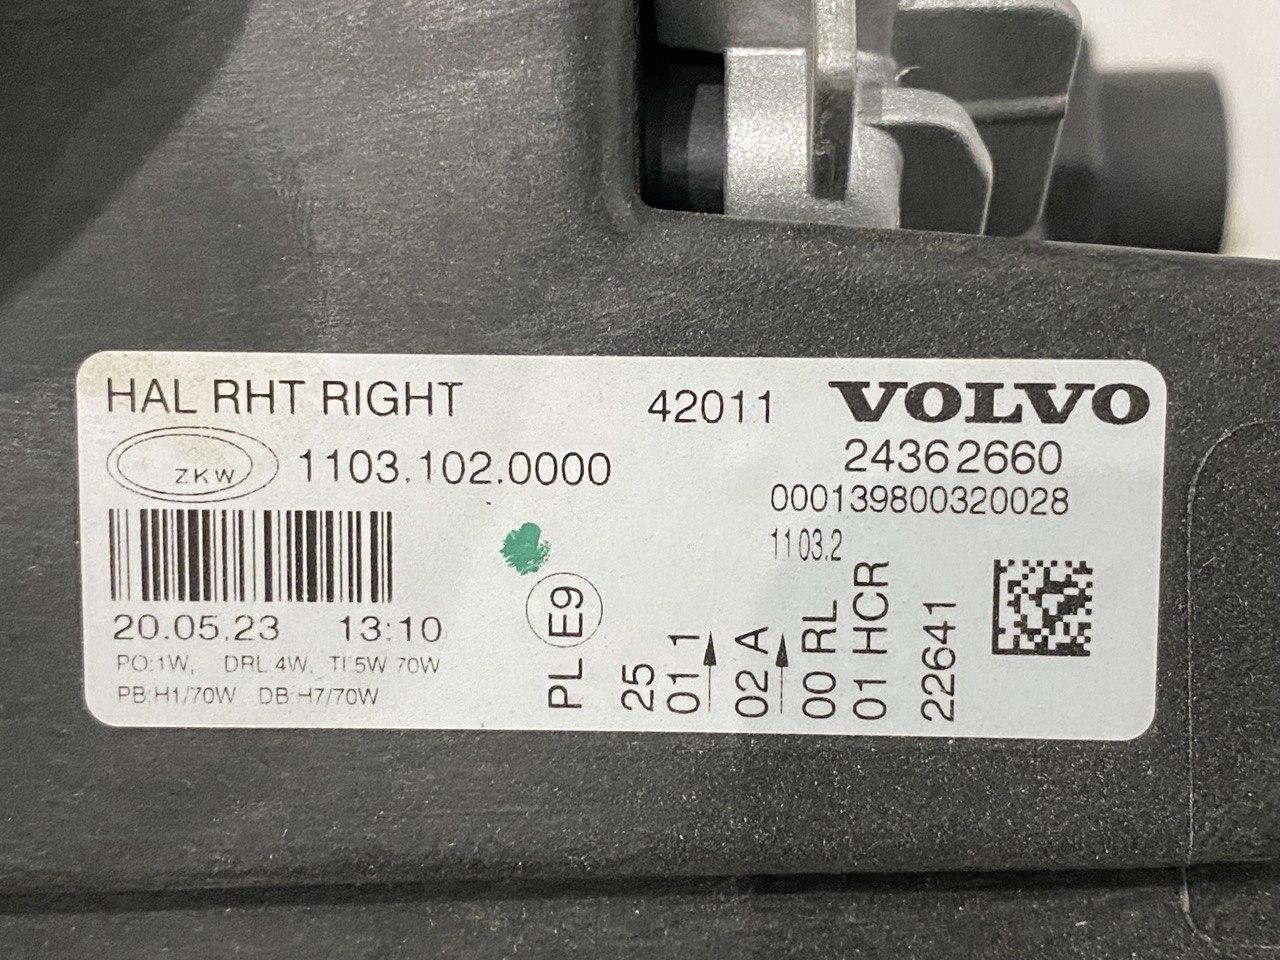 HAL RHT RIGHT
42011
VOLVO
ZKW
1103.102.0000
24362660
000139800320028
1103.2
20.05.23 13:10
PO:1W, DRL 4W, TI 5W 70W
PB:H1/70W DB:H7/70W
PL E9
25
01 1
02 A
00 RL
01 HCR
22641